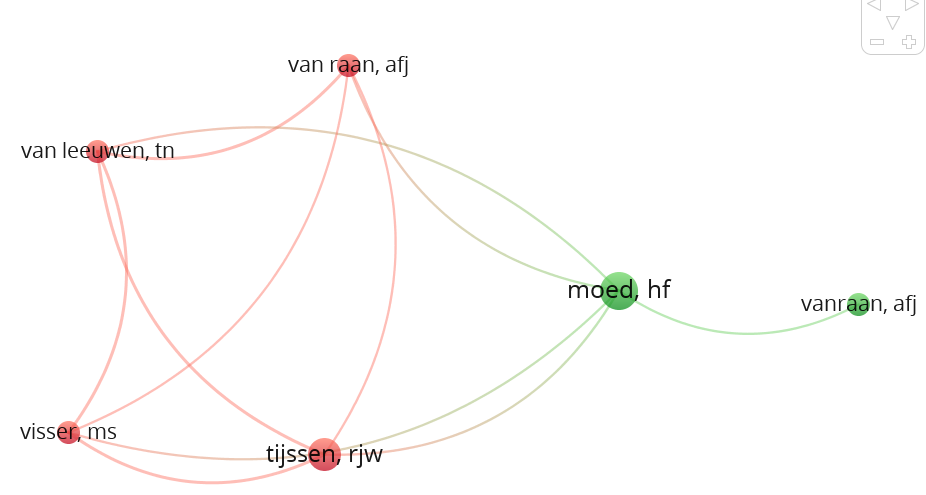 van raan, afj
van leeuwen, tn
moed, hf
vanraan, afj
visser, ms
tijssen, rjw